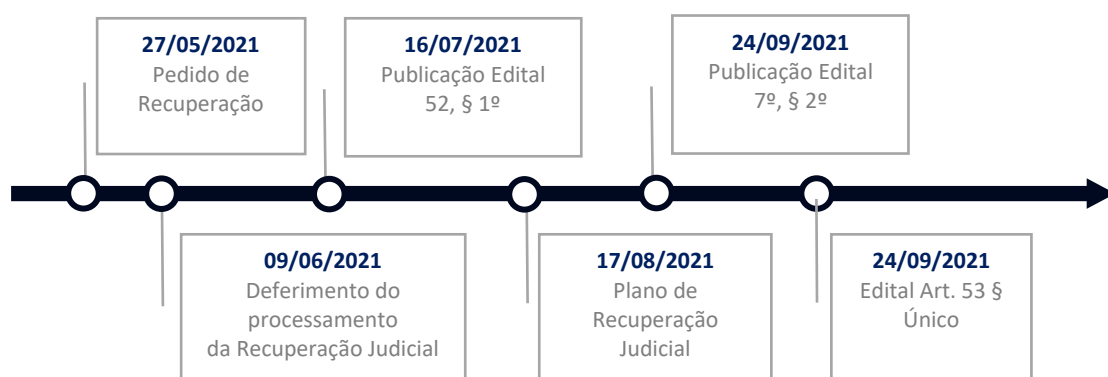 27/05/2021
Pedido de
Recuperação
16/07/2021
Publicação Edital
52, § 1º
24/09/2021
Publicação Edital
7º, § 2º
09/06/2021
Deferimento do
processamento
da Recuperação Judicial
17/08/2021
Plano de
Recuperação
Judicial
24/09/2021
Edital Art. 53 §
Único